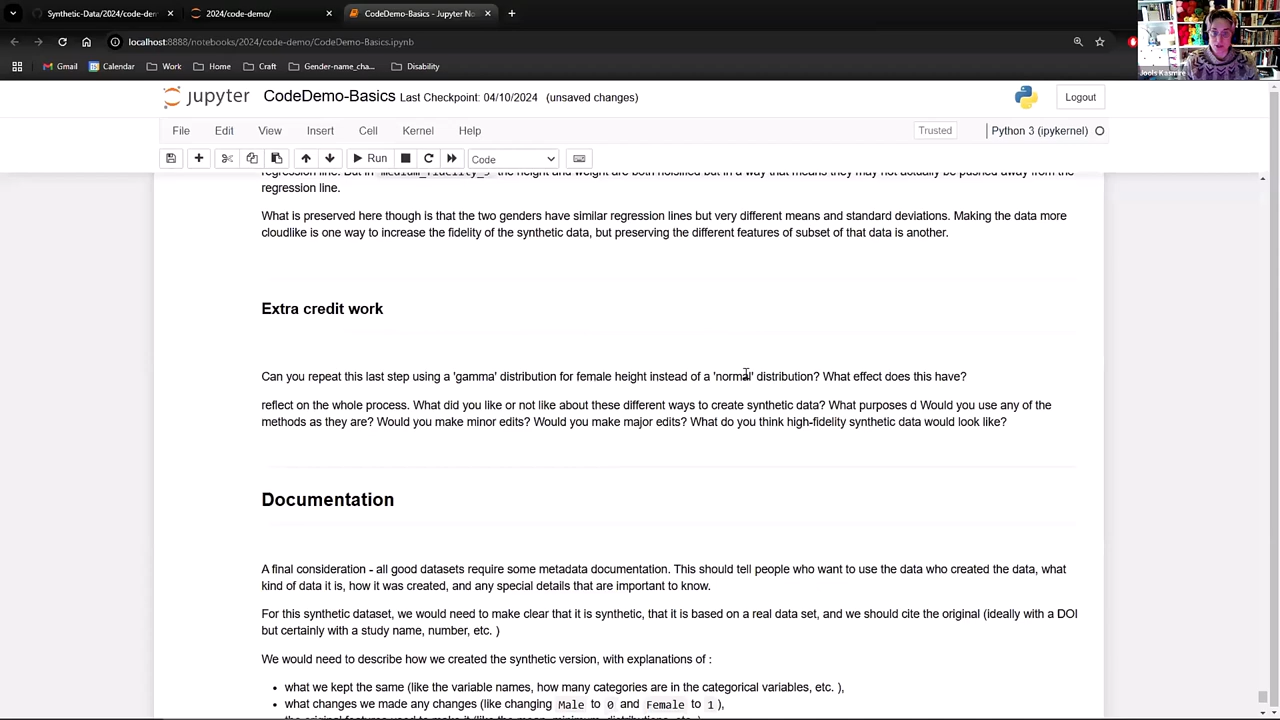 Synthetic-Data/2024/code-dem
2024/code-demo/
CodeDemo-Basics - Jupyter No
localhost:8888/notebooks/2024/code-demo/CodeDemo-Basics.ipynb
Gmail
Calendar
Work
Home
Craft
Gender-name_cha...
Disability
Jools Kasmire
jupyter
CodeDemo-Basics Last Checkpoint: 04/10/2024 (unsaved changes)
Logout
File Edit View Insert Cell Kernel Help
Trusted
Python 3 (ipykernel)
Run
Code
regression line. But in medium_fidelity_3 the height and weight are both noisified but in a way that means they may not actually be pushed away from the
regression line.
What is preserved here though is that the two genders have similar regression lines but very different means and standard deviations. Making the data more
cloudlike is one way to increase the fidelity of the synthetic data, but preserving the different features of subset of that data is another.
Extra credit work
Can you repeat this last step using a 'gamma' distribution for female height instead of a 'normal' distribution? What effect does this have?
reflect on the whole process. What did you like or not like about these different ways to create synthetic data? What purposes d Would you use any of the
methods as they are? Would you make minor edits? Would you make major edits? What do you think high-fidelity synthetic data would look like?
Documentation
A final consideration - all good datasets require some metadata documentation. This should tell people who want to use the data who created the data, what
kind of data it is, how it was created, and any special details that are important to know.
For this synthetic dataset, we would need to make clear that it is synthetic, that it is based on a real data set, and we should cite the original (ideally with a DOI
but certainly with a study name, number, etc. )
We would need to describe how we created the synthetic version, with explanations of :
• what we kept the same (like the variable names, how many categories are in the categorical variables, etc. ),
• what changes we made any changes (like changing Male to 0 and Female to 1 ),